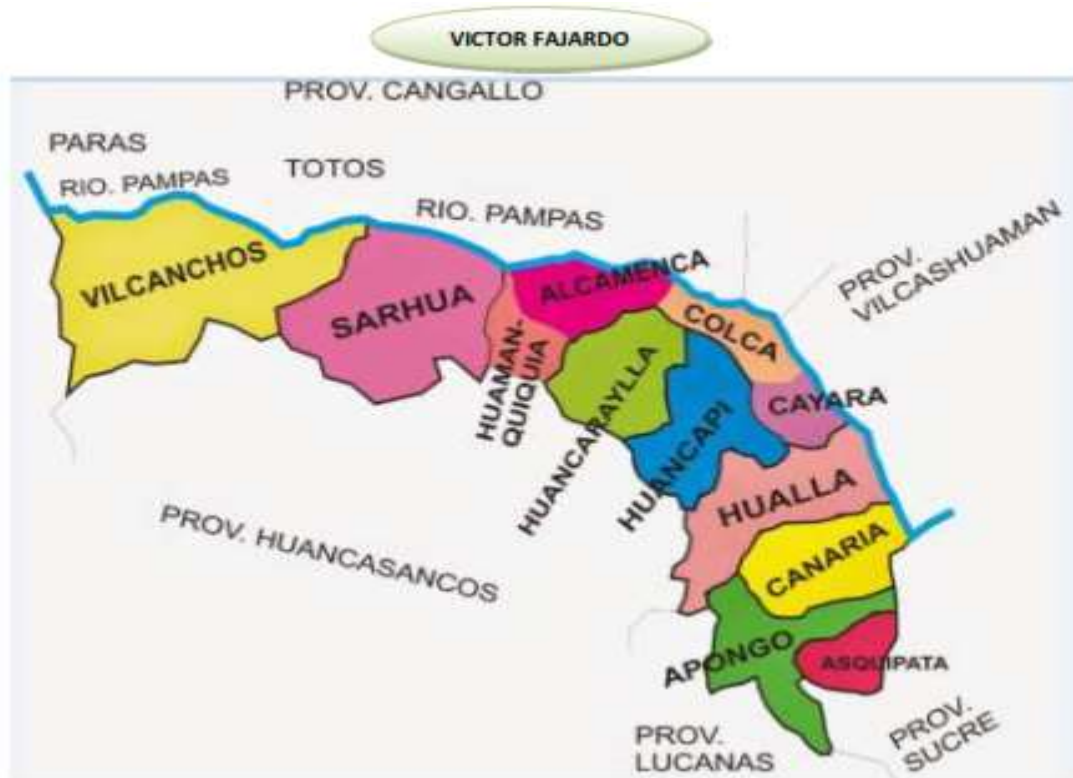 VICTOR FAJARDO
PROV. CANGALLO
PARAS
TOTOS
RIO. PAMPAS
RIO. PAMPAS
PROV.
VILCASHUAMAN
VILCANCHOS
SARHUA
ALCAMENCA
COLCA
HUAMAN-
QUIQUIA
HUANCARAYLLA
HUANCAPI
CAYARA
HUALLA
PROV. HUANCASANCOS
CANARIA
APONGO
ASQUIPATA
PROV.
LUCANAS
PROV.
SUCRE